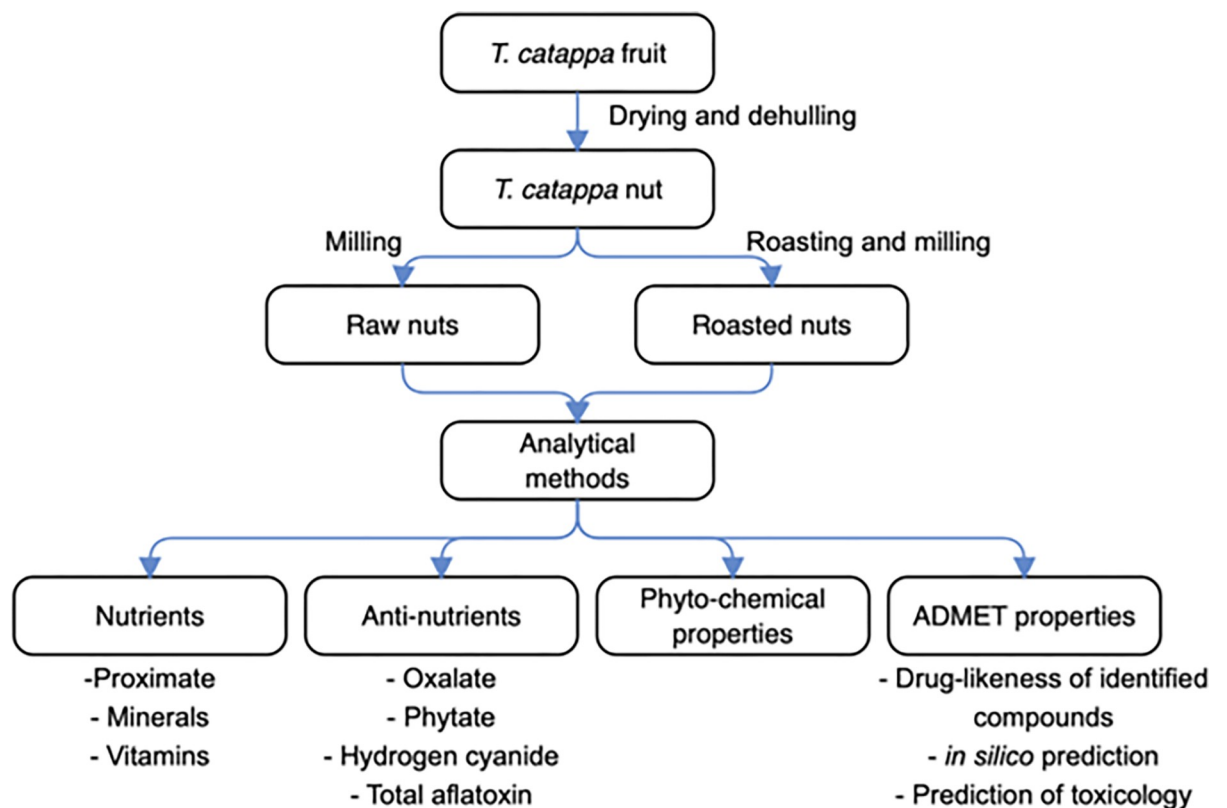 T. catappa fruit
Drying and dehulling
T. catappa nut
Milling
Roasting and milling
Raw nuts
Roasted nuts
Analytical
methods
Nutrients
-Proximate
- Minerals
- Vitamins
Anti-nutrients
- Oxalate
- Phytate
- Hydrogen cyanide
- Total aflatoxin
Phyto-chemical
properties
ADMET properties
- Drug-likeness of identified
compounds
- in silico prediction
- Prediction of toxicology